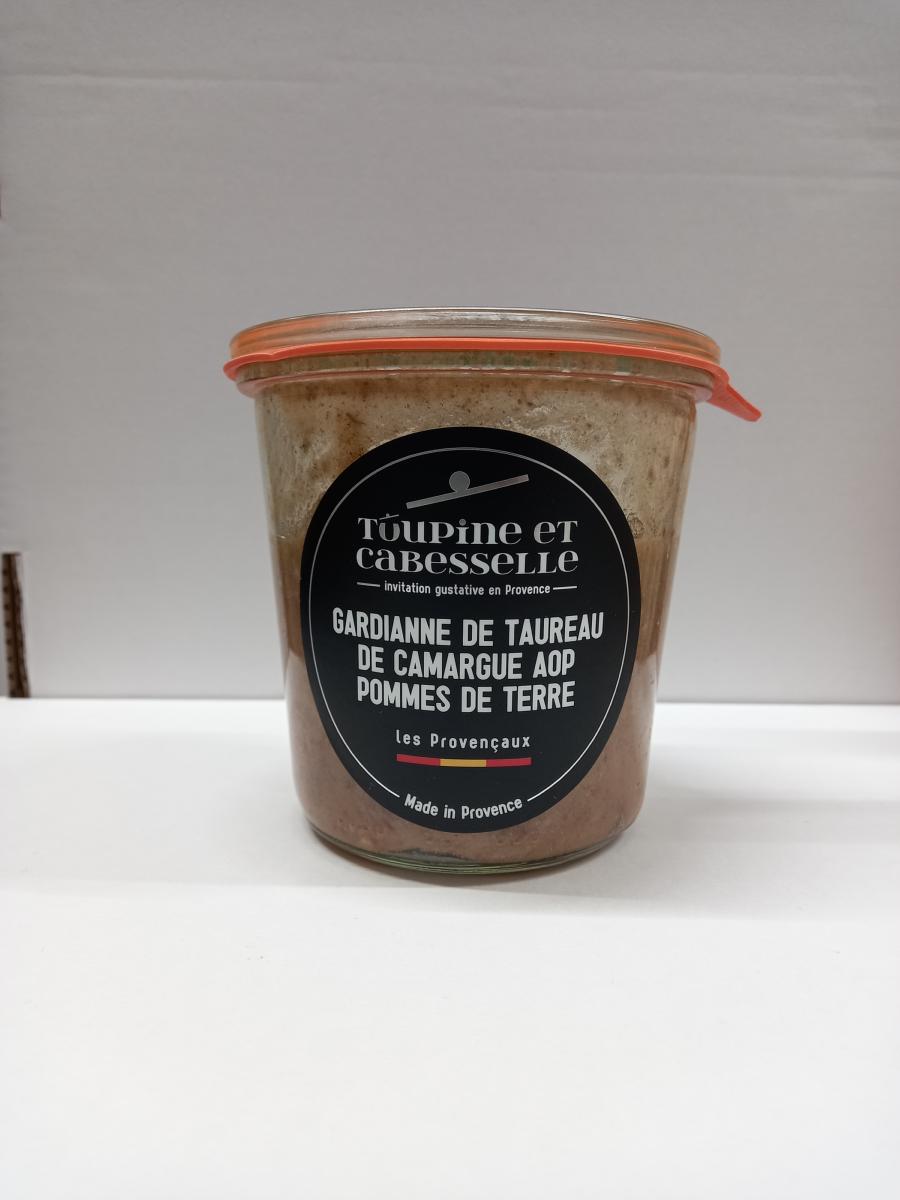 Toupine et
Cabesselle
invitation gustative en Provence
GARDIANNE DE TAUREAU
DE CAMARGUE AOP
POMMES DE TERRE
les Provençaux
Made in Provence